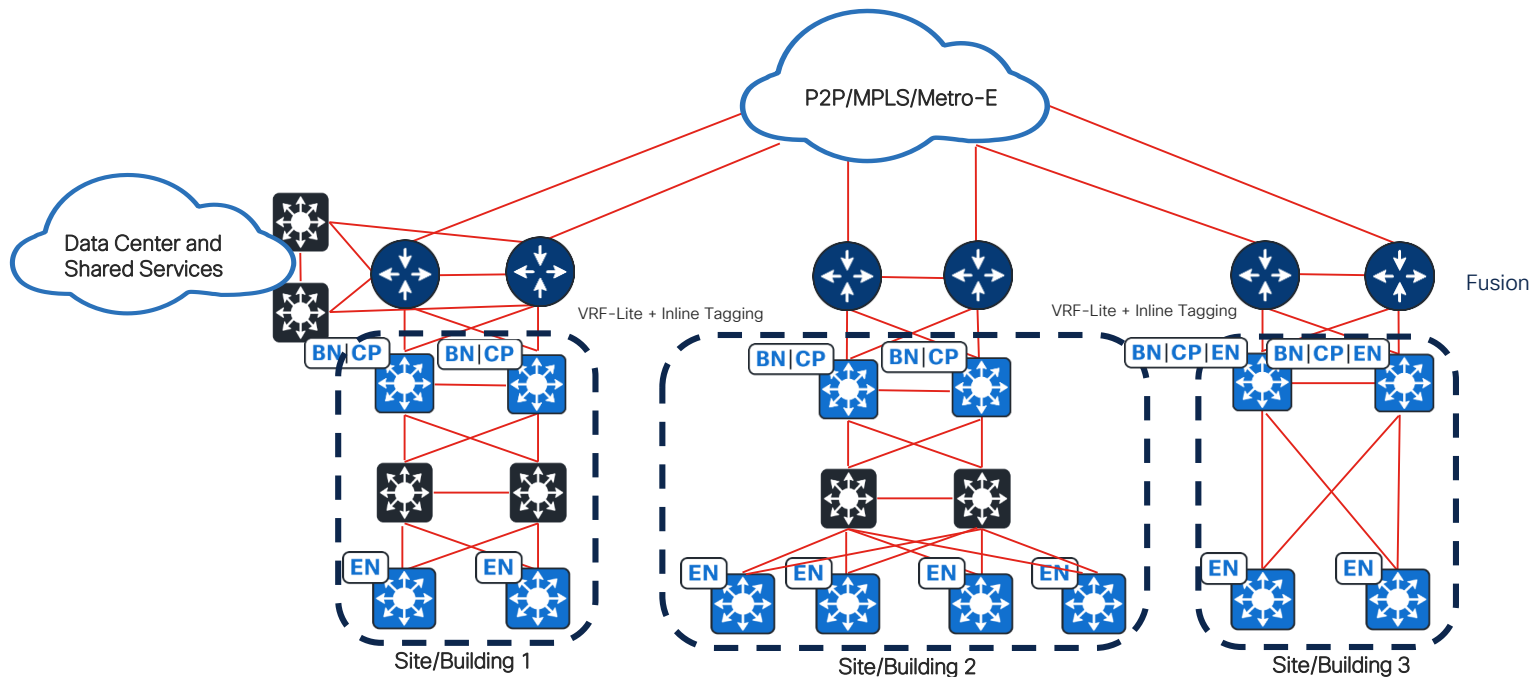 P2P/MPLS/Metro-E
Data Center and
Shared Services
Fusion
VRF-Lite + Inline Tagging
VRF-Lite + Inline Tagging
BN|CP
BN|CP
BN|CP
BN|CP
BN|CP|EN
BN|CP|EN
EN
EN
EN
EN
EN
EN
EN
EN
Site/Building 1
Site/Building 2
Site/Building 3